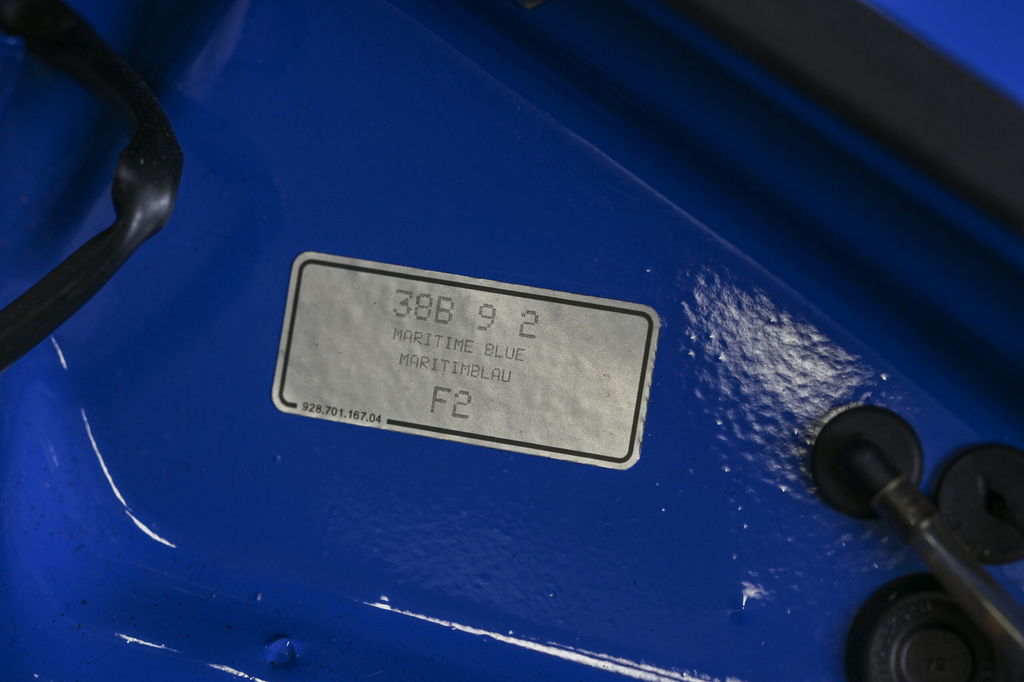 38B 9 2
MARITIME BLUE
MARITIMBLAU
F2
928.701.167.04